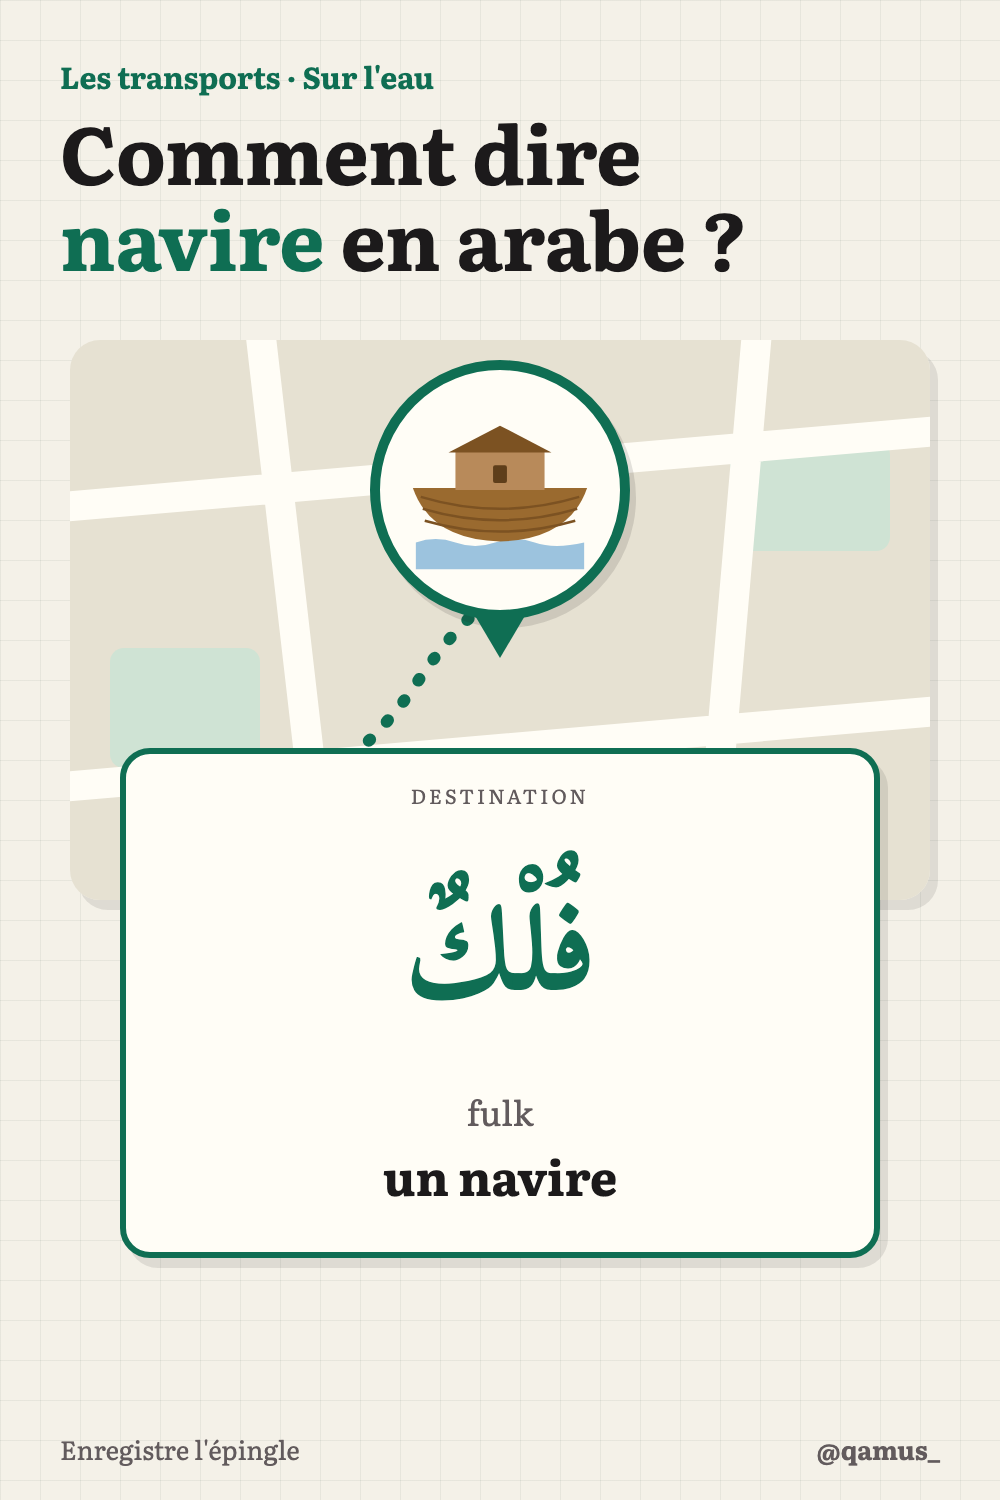 Les transports · Sur l'eau
Comment dire
navire en arabe ?
DESTINATION
فُلْكٌ
fulk
un navire
Enregistre l'épingle
@qamus_